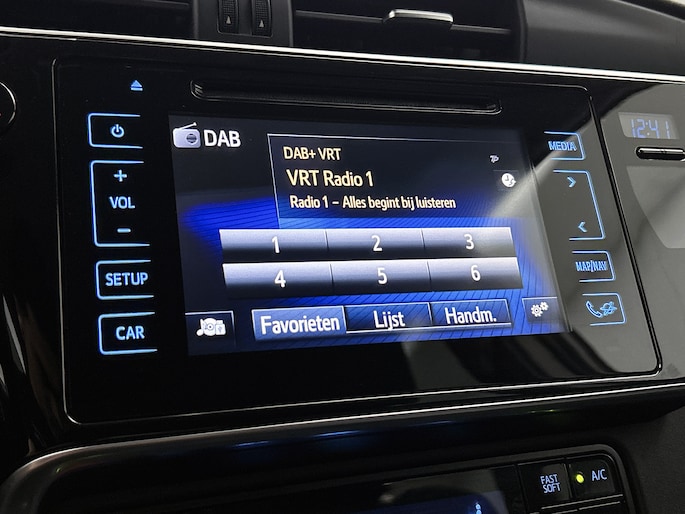 DAB
DAB+ VRT
VRT Radio 1
Radio 1 – Alles begint bij luisteren
1 2 3
4 5 6
Favorieten Lijst Handm.
+
VOL
–
SETUP
CAR
MEDIA
>
<
MAP/NAV
12:41
FAST
SOFT
A/C